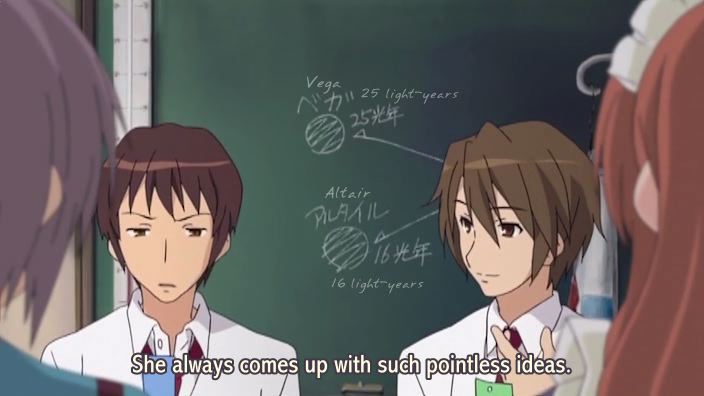 Vega
ベガ
25 light-years
25光年
Altair
アルタイル
16光年
16 light-years
She always comes up with such pointless ideas.